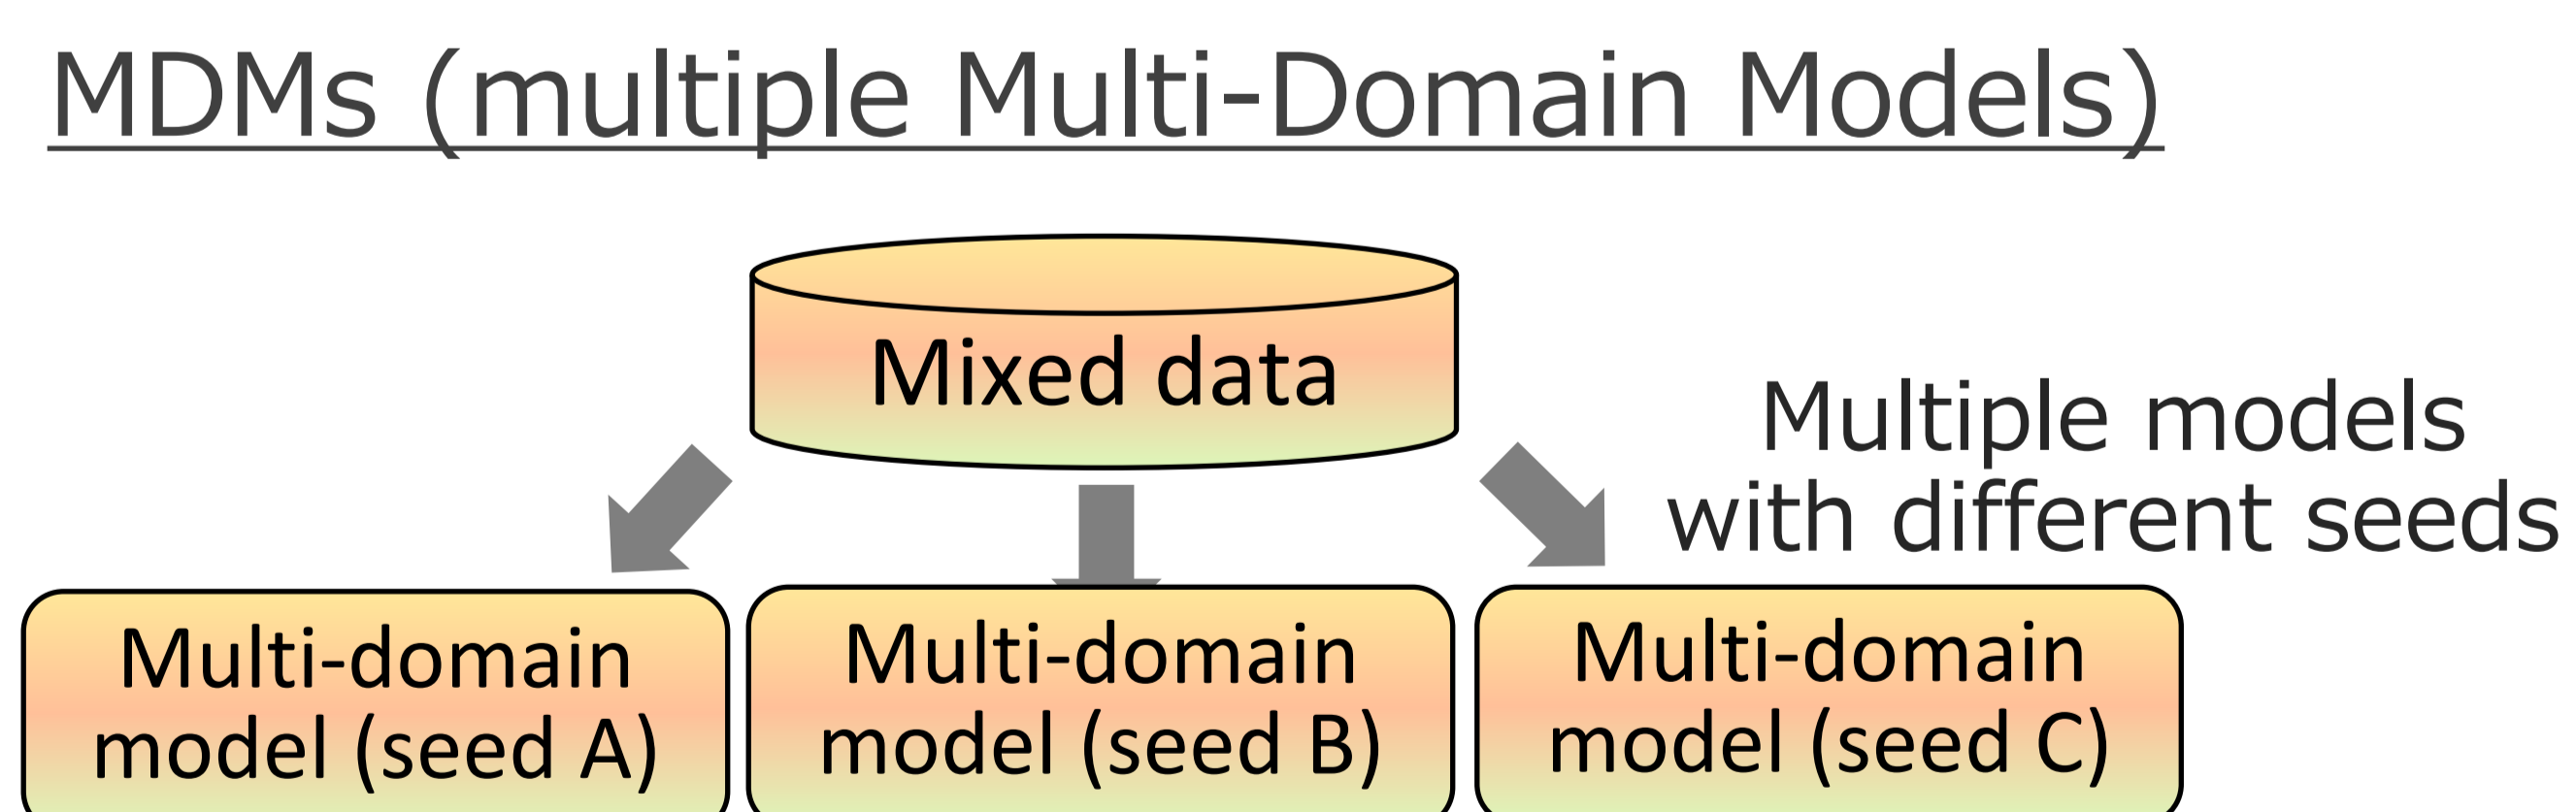 MDMs (multiple Multi-Domain Models)
Mixed data
Multiple models
with different seeds
Multi-domain
model (seed A)
Multi-domain
model (seed B)
Multi-domain
model (seed C)